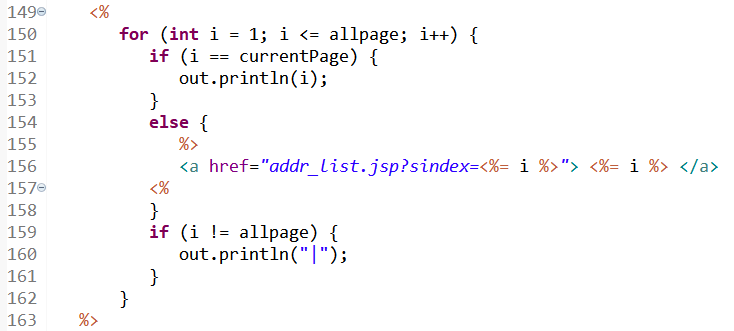 149 <%
150 for (int i = 1; i <= allpage; i++) {
151 if (i == currentPage) {
152 out.println(i);
153 }
154 else {
155 %>
156 <a href="addr_list.jsp?sindex=<%= i %>"> <%= i %> </a>
157 <%
158 }
159 if (i != allpage) {
160 out.println("|");
161 }
162 }
163 %>